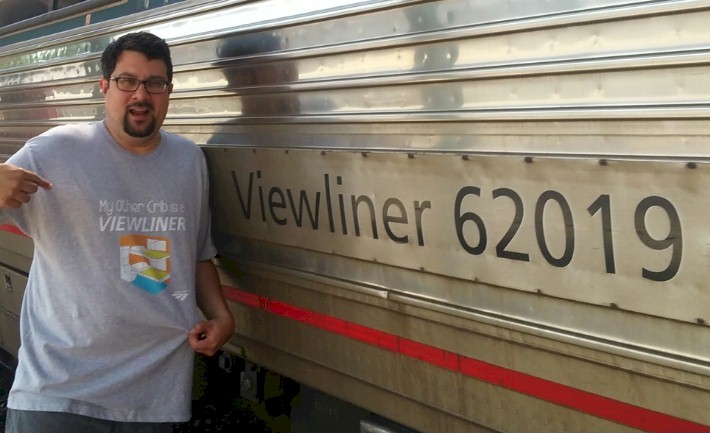 My Other Crib is a
VIEWLINER
Viewliner 62019